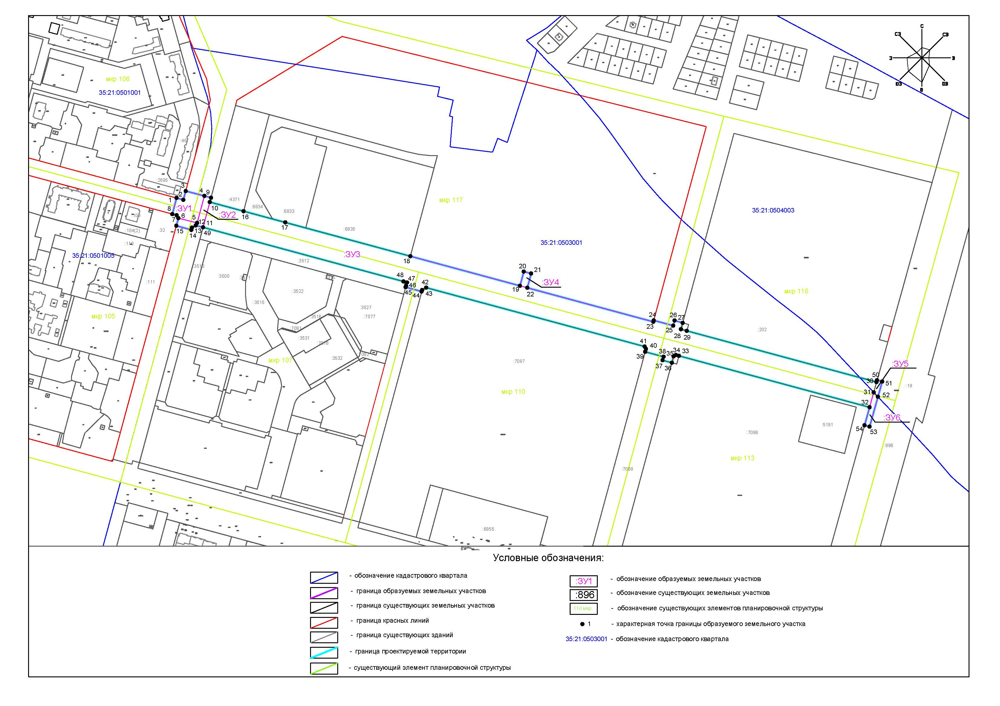 С
СЗ
СВ
З
В
ЮЗ
ЮВ
Ю
мкр 106
35:21:0501001
:46
:2695
3
4
9
2
1
10
:4371
:6834
:6833
:6835
16
17
8
:ЗУ1
:ЗУ2
6
5
7
12
11
13
15
14
49
:103
:104(2)
:32
:110
35:21:0501005
:111
мкр 105
мкр 117
35:21:0503001
35:21:0504003
мкр 116
:ЗУ3
18
:3513
:3500
:3512
:3522
:3515
:3527
:3516
:7077
:7081
:3531
:7078
:3532
мкр 107
48
47
46
45
44
42
43
20
21
:ЗУ4
19
22
24
23
26
27
25
28
29
:202
41
40
39
38
35
34
33
37
36
:7087
мкр 110
:ЗУ5
50
30
51
:19
31
52
32
:ЗУ6
54
53
:5191
:7086
:896
мкр 113
:7088
:6855
Условные обозначения:
- обозначение кадастрового квартала
- граница образуемых земельных участков
- граница существующих земельных участков
- граница красных линий
- граница существующих зданий
- граница проектируемой территории
- существующий элемент планировочной структуры
:ЗУ1 - обозначение образуемых земельных участков
:896 - обозначение существующих земельных участков
110 мкр. - обозначение существующих элементов планировочной структуры
1 - характерная точка границы образуемого земельного участка
35:21:0503001 - обозначение кадастрового квартала